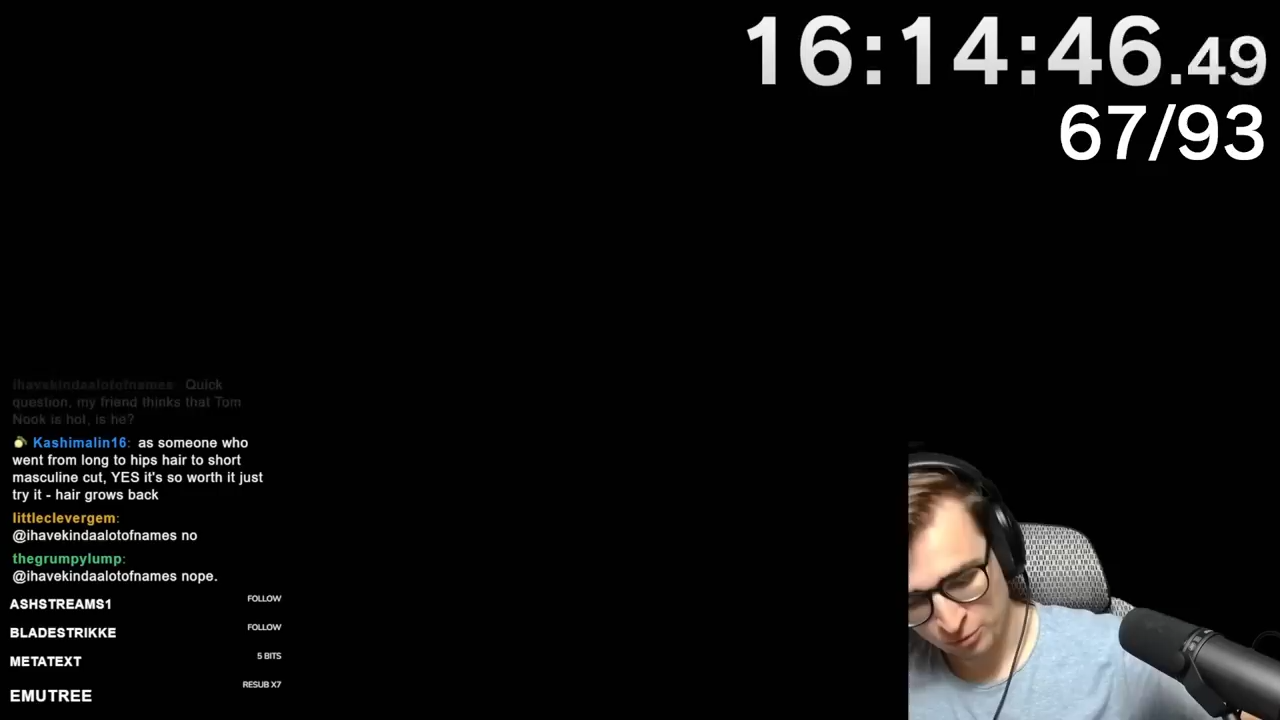 16:14:46.49
67/93
ihavekindaalotofnames Quick
question, my friend thinks that Tom
Nook is hot, is he?
Kashimalin16: as someone who
went from long to hips hair to short
masculine cut, YES it's so worth it just
try it - hair grows back
littleclevergem:
@ihavekindaalotofnames no
thegrumpylump:
@ihavekindaalotofnames nope.
ASHSTREAMS1 FOLLOW
BLADESTRIKKE FOLLOW
METATEXT 5 BITS
EMUTREE RESUB X7